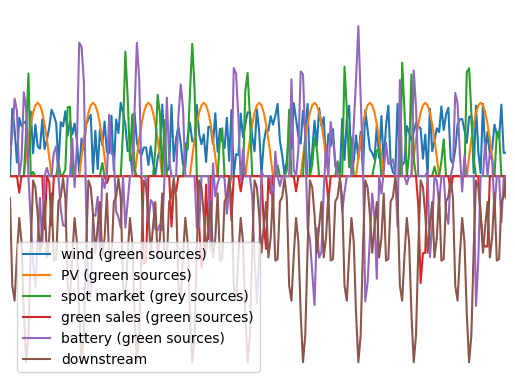 wind (green sources)
PV (green sources)
spot market (grey sources)
green sales (green sources)
battery (green sources)
downstream